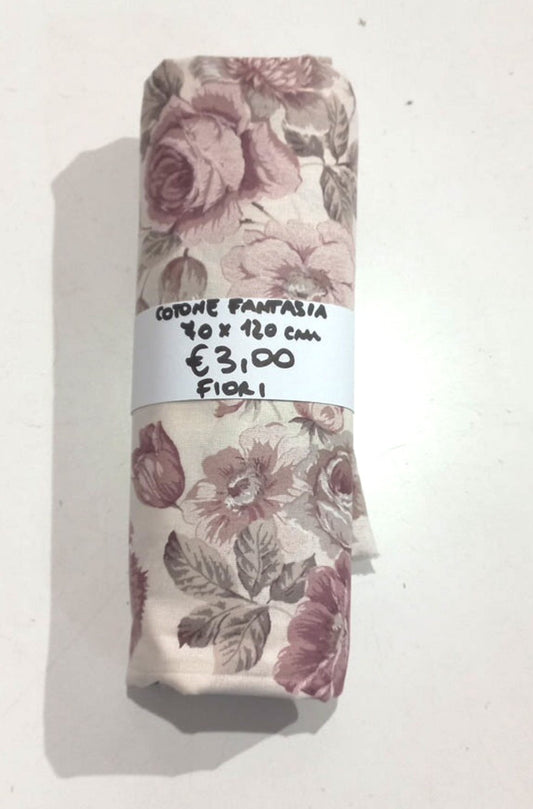 COTONE FANTASIA
70 x 120 cm
€ 3,00
FIORI